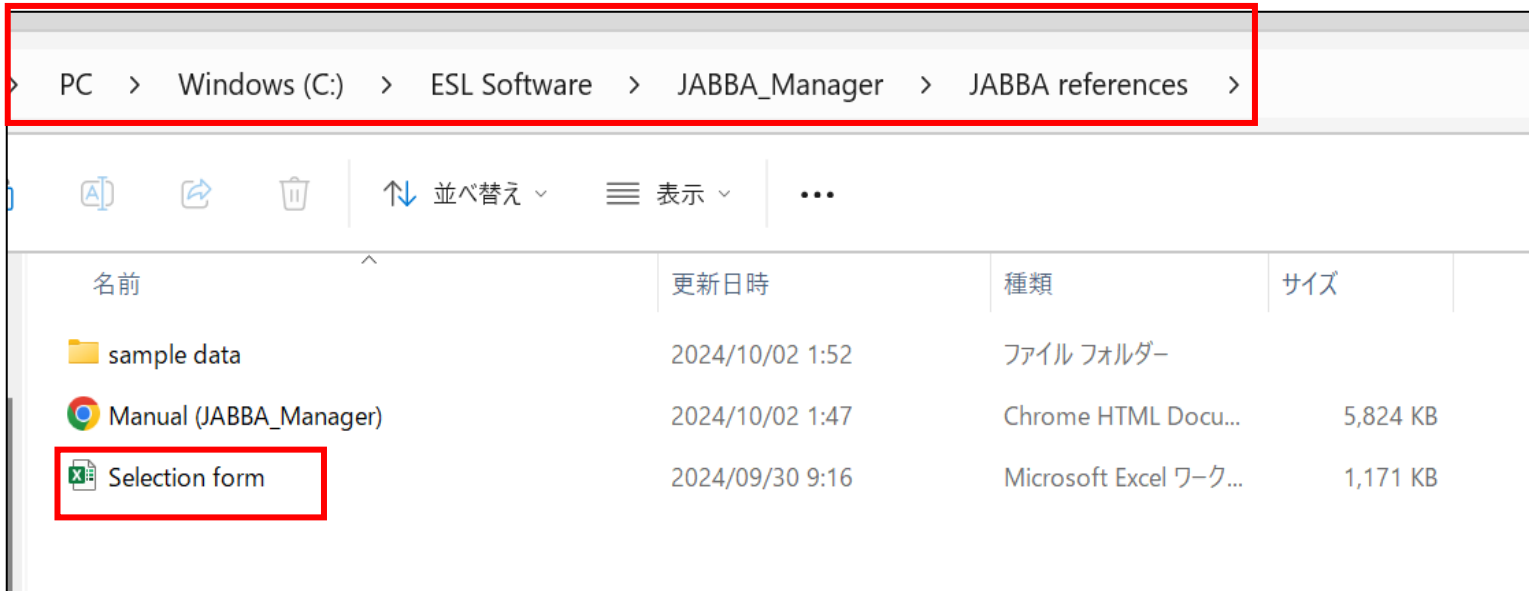 PC > Windows (C:) > ESL Software > JABBA_Manager > JABBA references >
並べ替え 表示
名前 更新日時 種類 サイズ
sample data 2024/10/02 1:52 ファイル フォルダー
Manual (JABBA_Manager) 2024/10/02 1:47 Chrome HTML Docu... 5,824 KB
Selection form 2024/09/30 9:16 Microsoft Excel ワーク... 1,171 KB